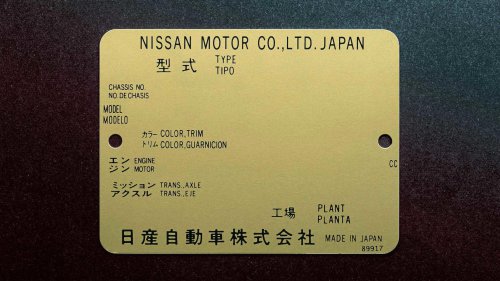 NISSAN MOTOR CO.,LTD. JAPAN
型式 TYPE
TIPO
CHASSIS NO.
NO. DE CHASIS
MODEL
MODELO
カラー COLOR,TRIM
トリム COLOR,GUARNICION
エン ENGINE
ジン MOTOR
CC
ミッション TRANS.,AXLE
アクスル TRANS.,EJE
工場 PLANT
PLANTA
日産自動車株式会社 MADE IN JAPAN
89917